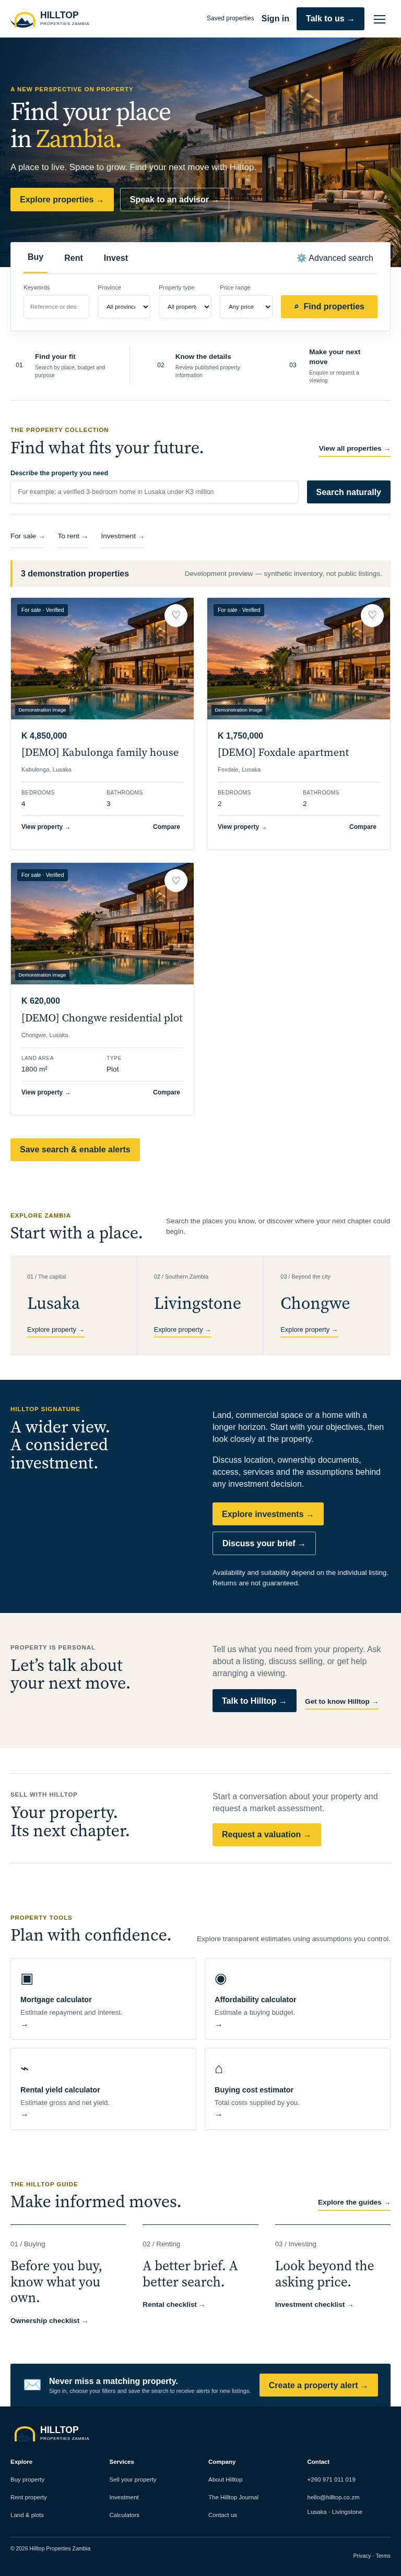 HILLTOP
PROPERTIES ZAMBIA
Saved properties
Sign in
Talk to us →
A NEW PERSPECTIVE ON PROPERTY
Find your place
in Zambia.
A place to live. Space to grow. Find your next move with Hilltop.
Explore properties →
Speak to an advisor →
Buy
Rent
Invest
⚙️ Advanced search
Keywords
Province
Property type
Price range
Reference or des
All provinc
All property
Any price
Find properties
01
Find your fit
Search by place, budget and
purpose
02
Know the details
Review published property
information
03
Make your next
move
Enquire or request a
viewing
THE PROPERTY COLLECTION
Find what fits your future.
View all properties →
Describe the property you need
For example: a verified 3-bedroom home in Lusaka under K3 million
Search naturally
For sale →
To rent →
Investment →
3 demonstration properties
Development preview — synthetic inventory, not public listings.
For sale · Verified
♡
Demonstration image
K 4,850,000
[DEMO] Kabulonga family house
Kabulonga, Lusaka
BEDROOMS
BATHROOMS
4
3
View property →
Compare
For sale · Verified
♡
Demonstration image
K 1,750,000
[DEMO] Foxdale apartment
Foxdale, Lusaka
BEDROOMS
BATHROOMS
2
2
View property →
Compare
For sale · Verified
♡
Demonstration image
K 620,000
[DEMO] Chongwe residential plot
Chongwe, Lusaka
LAND AREA
TYPE
1800 m²
Plot
View property →
Compare
Save search & enable alerts
EXPLORE ZAMBIA
Start with a place.
Search the places you know, or discover where your next chapter could
begin.
01 / The capital
Lusaka
Explore property →
02 / Southern Zambia
Livingstone
Explore property →
03 / Beyond the city
Chongwe
Explore property →
HILLTOP SIGNATURE
A wider view.
A considered
investment.
Land, commercial space or a home with a
longer horizon. Start with your objectives, then
look closely at the property.
Discuss location, ownership documents,
access, services and the assumptions behind
any investment decision.
Explore investments →
Discuss your brief →
Availability and suitability depend on the individual listing.
Returns are not guaranteed.
PROPERTY IS PERSONAL
Let's talk about
your next move.
Tell us what you need from your property. Ask
about a listing, discuss selling, or get help
arranging a viewing.
Talk to Hilltop →
Get to know Hilltop →
SELL WITH HILLTOP
Your property.
Its next chapter.
Start a conversation about your property and
request a market assessment.
Request a valuation →
PROPERTY TOOLS
Plan with confidence.
Explore transparent estimates using assumptions you control.
▣
Mortgage calculator
Estimate repayment and interest.
→
◉
Affordability calculator
Estimate a buying budget.
→
⌁
Rental yield calculator
Estimate gross and net yield.
→
⌂
Buying cost estimator
Total costs supplied by you.
→
THE HILLTOP GUIDE
Make informed moves.
Explore the guides →
01 / Buying
Before you buy,
know what you
own.
Ownership checklist →
02 / Renting
A better brief. A
better search.
Rental checklist →
03 / Investing
Look beyond the
asking price.
Investment checklist →
Never miss a matching property.
Sign in, choose your filters and save the search to receive alerts for new listings.
Create a property alert →
HILLTOP
PROPERTIES ZAMBIA
Explore
Buy property
Rent property
Land & plots
Services
Sell your property
Investment
Calculators
Company
About Hilltop
The Hilltop Journal
Contact us
Contact
+260 971 011 019
hello@hilltop.co.zm
Lusaka · Livingstone
© 2026 Hilltop Properties Zambia
Privacy · Terms